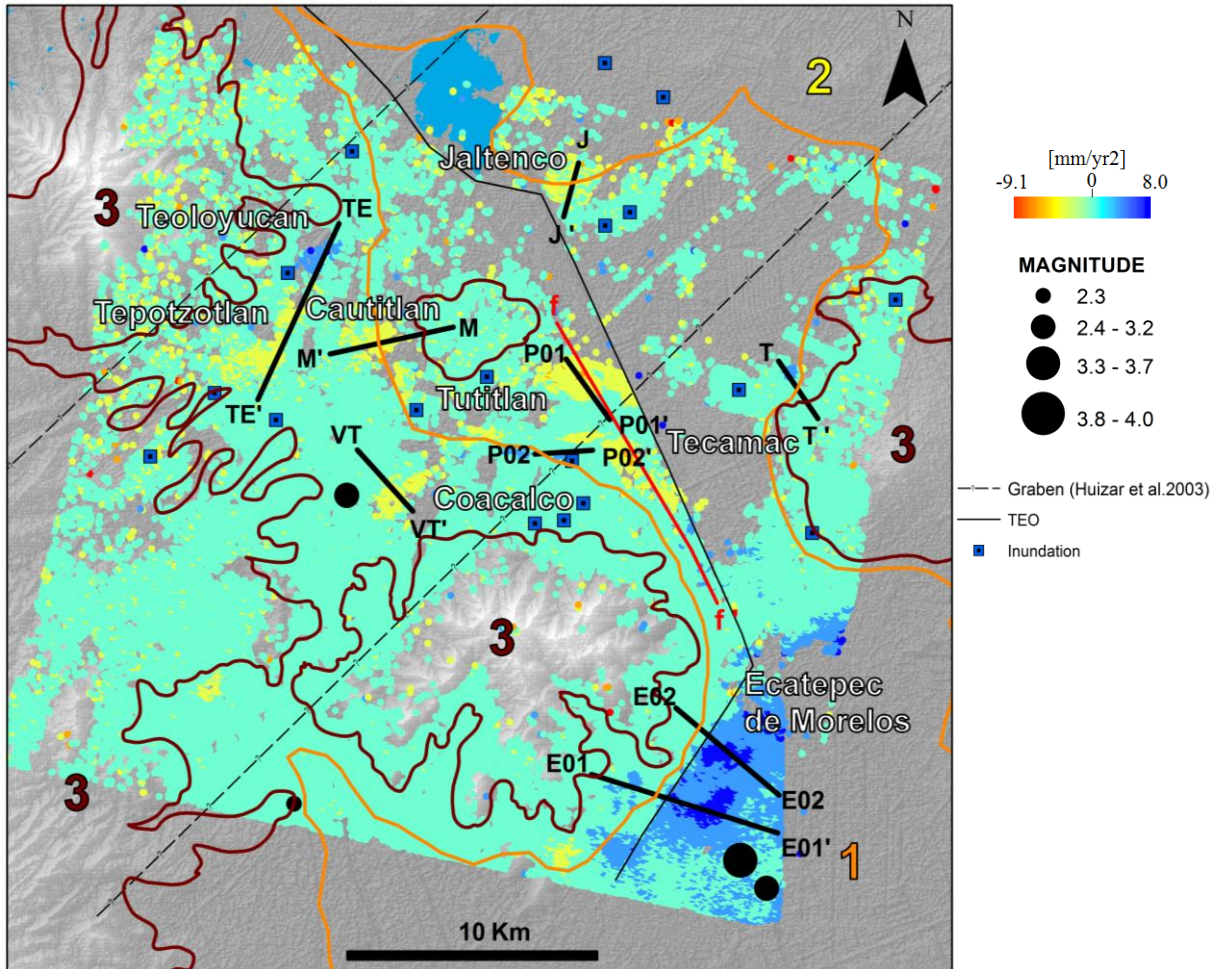 N
2
J
Jaltenco
3
Teoloyucan
TE
J'
Tepotzotlan
Cautitlan
f
M
M'
P01
T
TE'
Tutitlan
P01'
T'
VT
Tecamac
3
P02
P02'
Coacalco
VT'
f'
3
Ecatepec
de Morelos
E02
E01
E02
3
E01'
1
10 Km
[mm/yr2]
-9.1 0 8.0
MAGNITUDE
2.3
2.4 - 3.2
3.3 - 3.7
3.8 - 4.0
Graben (Huizar et al.2003)
TEO
Inundation